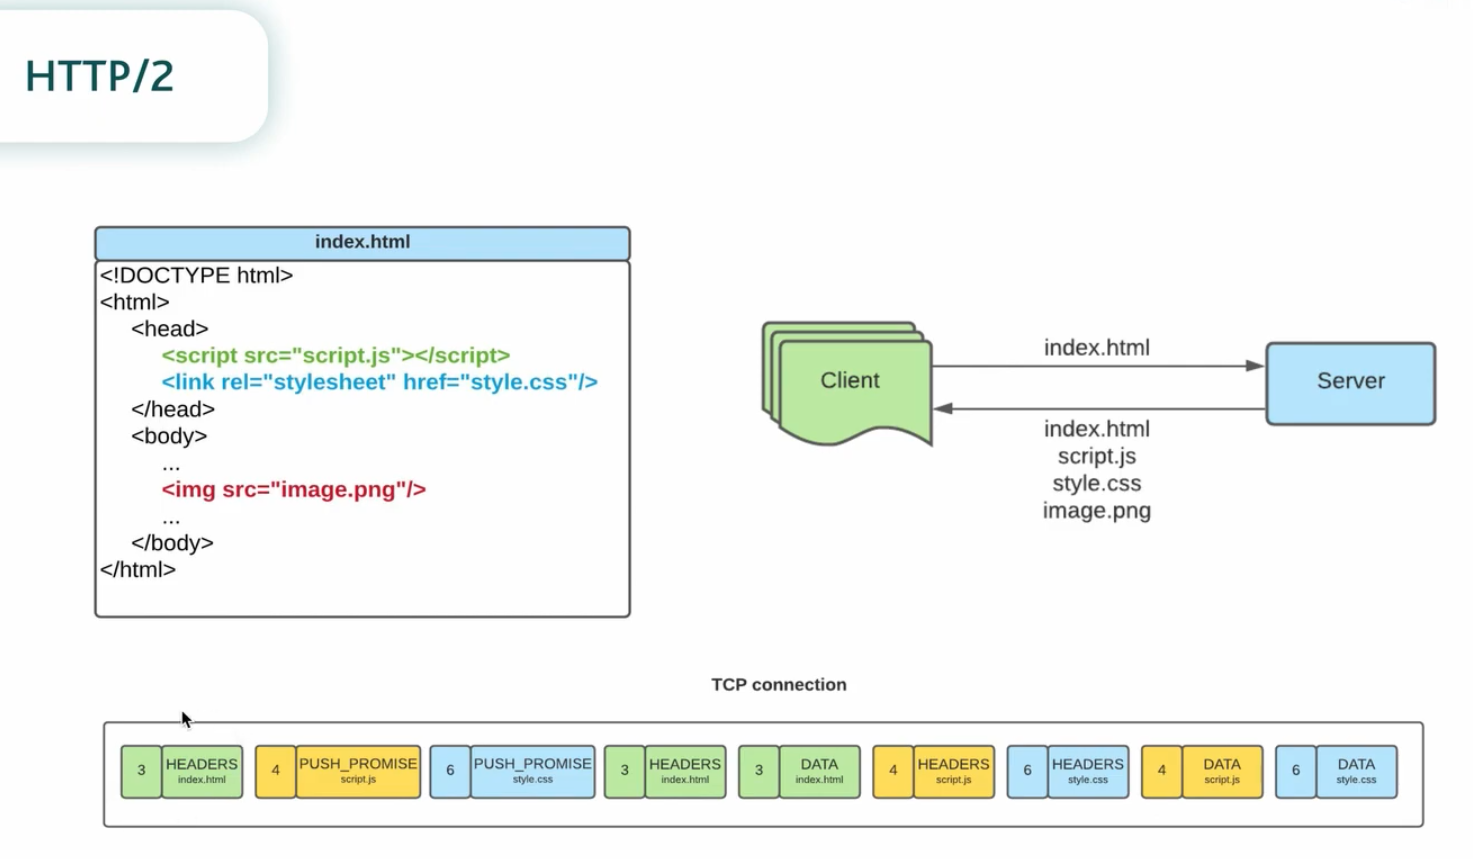 HTTP/2
index.html
<!DOCTYPE html>
<html>
<head>
<script src="script.js"></script>
<link rel="stylesheet" href="style.css"/>
</head>
<body>
...
<img src="image.png"/>
...
</body>
</html>
Client
index.html
Server
index.html
script.js
style.css
image.png
TCP connection
3 HEADERS
index.html
4 PUSH_PROMISE
script.js
6 PUSH_PROMISE
style.css
3 HEADERS
index.html
3 DATA
index.html
4 HEADERS
script.js
6 HEADERS
style.css
4 DATA
script.js
6 DATA
style.css